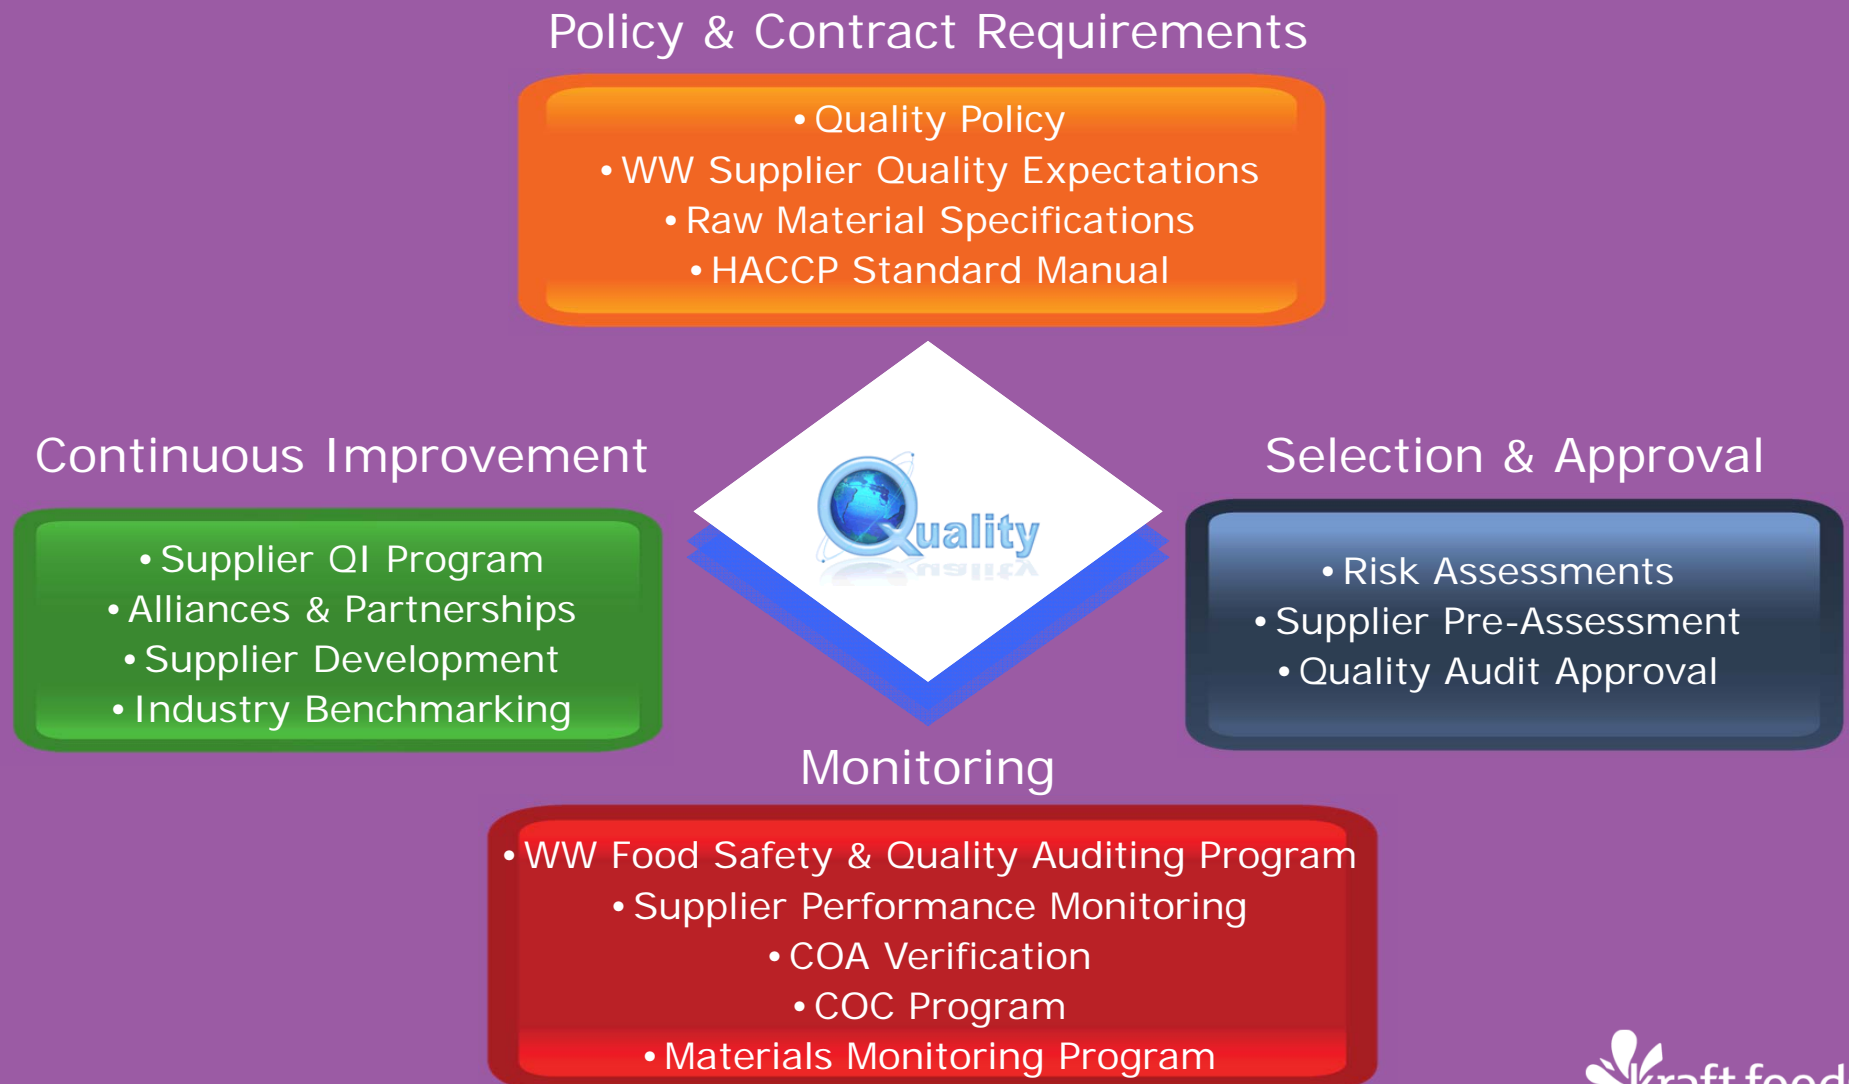 Policy & Contract Requirements
• Quality Policy
• WW Supplier Quality Expectations
• Raw Material Specifications
• HACCP Standard Manual
Continuous Improvement
• Supplier QI Program
• Alliances & Partnerships
• Supplier Development
• Industry Benchmarking
Quality
Selection & Approval
• Risk Assessments
• Supplier Pre-Assessment
• Quality Audit Approval
Monitoring
• WW Food Safety & Quality Auditing Program
• Supplier Performance Monitoring
• COA Verification
• COC Program
• Materials Monitoring Program
kraft food